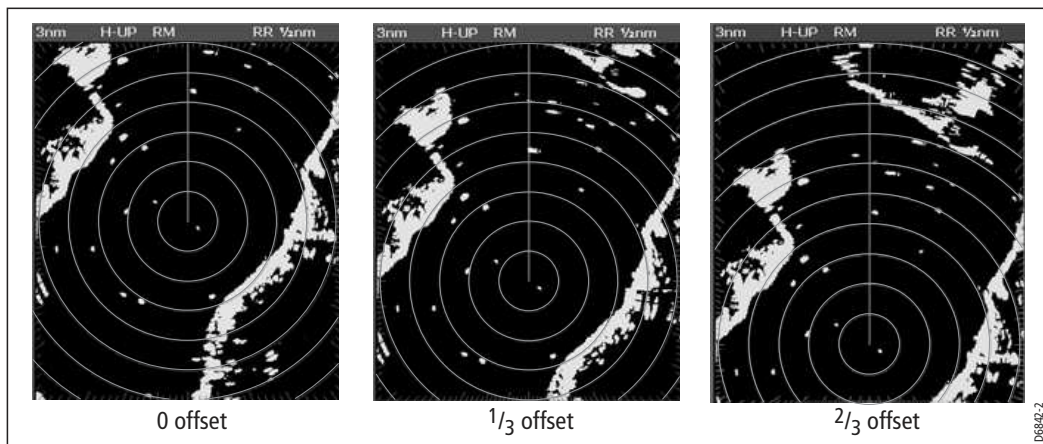 3nm H-UP RM RR ½nm
3nm H-UP RM RR ½nm
3nm H-UP RM RR ½nm
0 offset
1/3 offset
2/3 offset
D6842-2